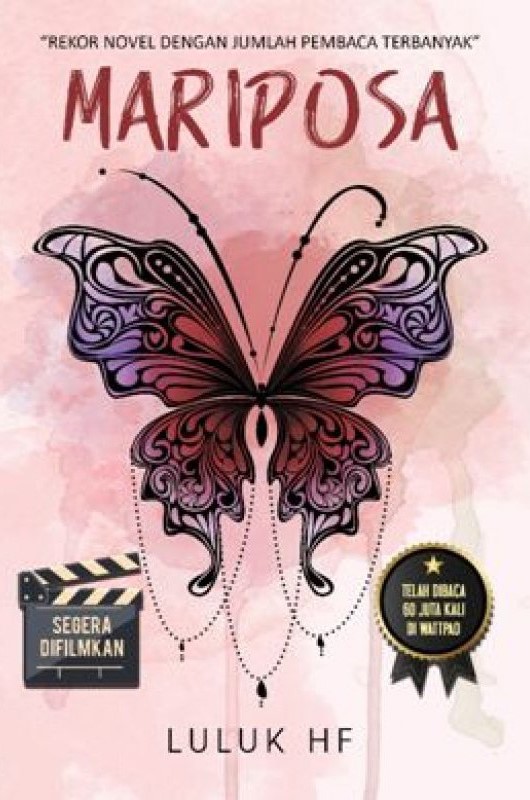 "REKOR NOVEL DENGAN JUMLAH PEMBACA TERBANYAK"
MARIPOSA
SEGERA
DIFILMKAN
TELAH DIBACA
60 JUTA KALI
DI WATTPAD
LULUK HF